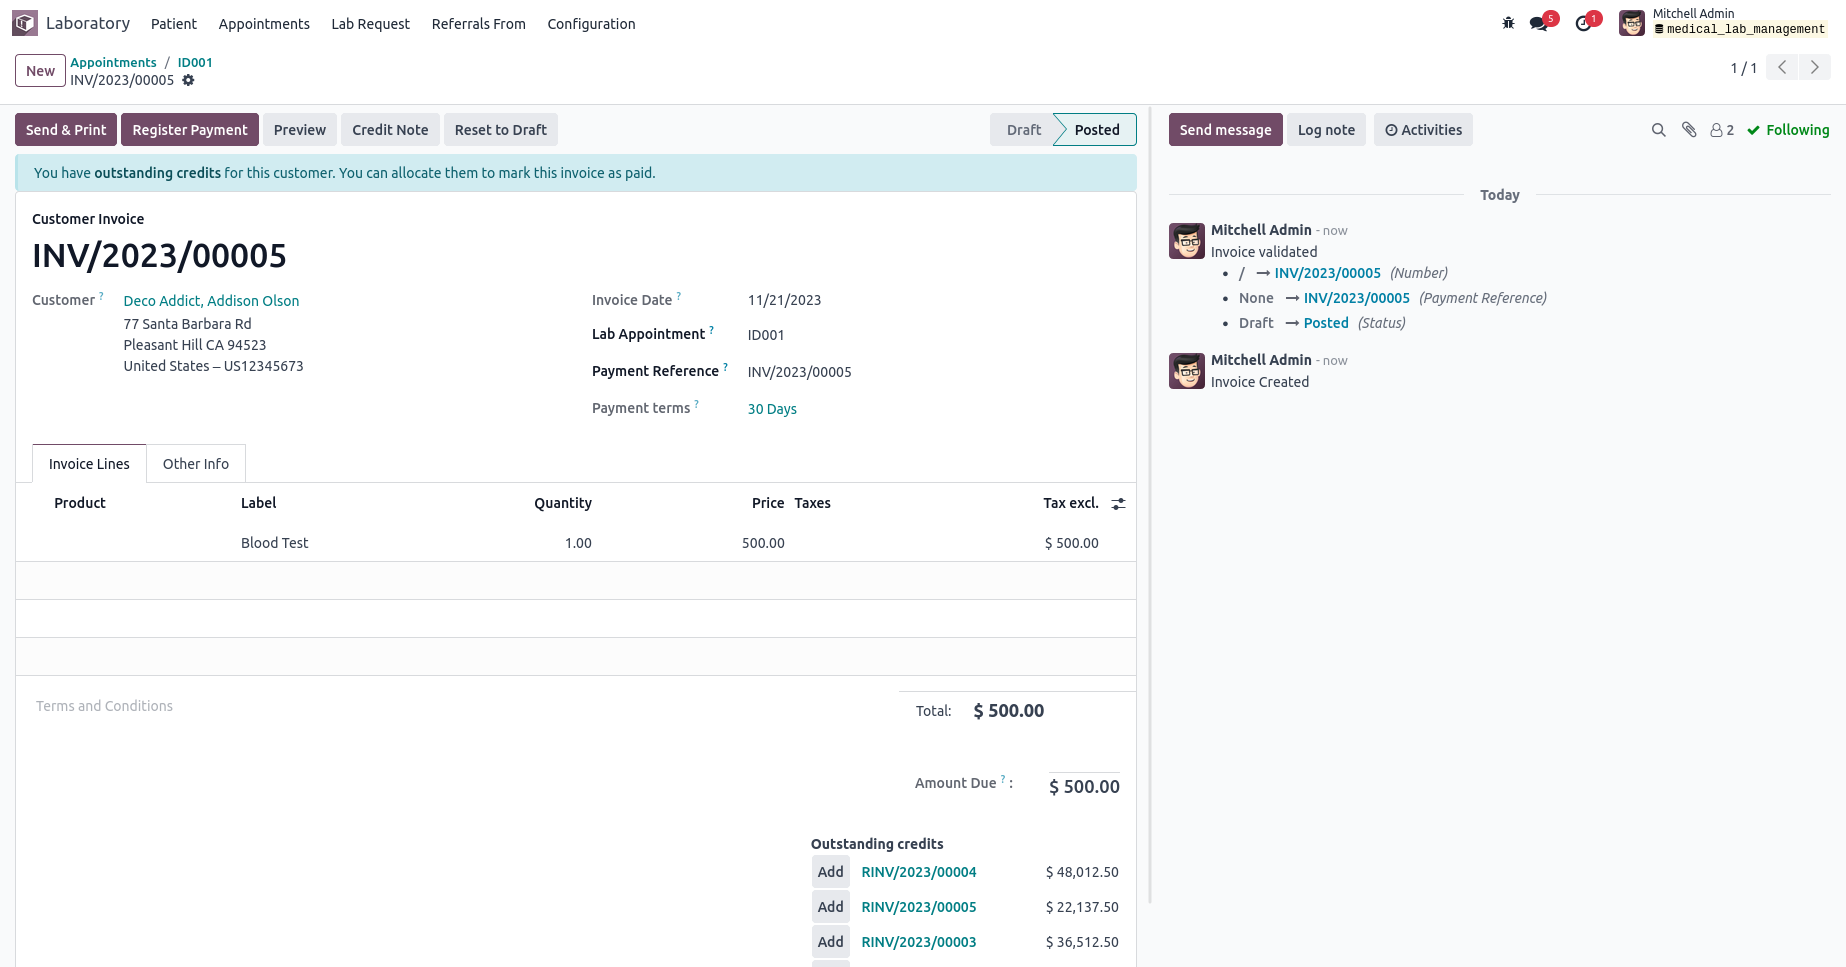 Laboratory Patient Appointments Lab Request Referrals From Configuration 5 1 Mitchell Admin
medical_lab_management
New Appointments / ID001
INV/2023/00005
1 / 1
Send & Print Register Payment Preview Credit Note Reset to Draft Draft Posted
You have outstanding credits for this customer. You can allocate them to mark this invoice as paid.
Customer Invoice
INV/2023/00005
Customer ? Deco Addict, Addison Olson
77 Santa Barbara Rd
Pleasant Hill CA 94523
United States – US12345673
Invoice Date ? 11/21/2023
Lab Appointment ? ID001
Payment Reference ? INV/2023/00005
Payment terms ? 30 Days
Invoice Lines Other Info
Product Label Quantity Price Taxes Tax excl.
Blood Test 1.00 500.00 $ 500.00
Terms and Conditions
Total: $ 500.00
Amount Due ? : $ 500.00
Outstanding credits
Add RINV/2023/00004 $ 48,012.50
Add RINV/2023/00005 $ 22,137.50
Add RINV/2023/00003 $ 36,512.50
Send message Log note Activities 2 Following
Today
Mitchell Admin - now
Invoice validated
• / → INV/2023/00005 (Number)
• None → INV/2023/00005 (Payment Reference)
• Draft → Posted (Status)
Mitchell Admin - now
Invoice Created